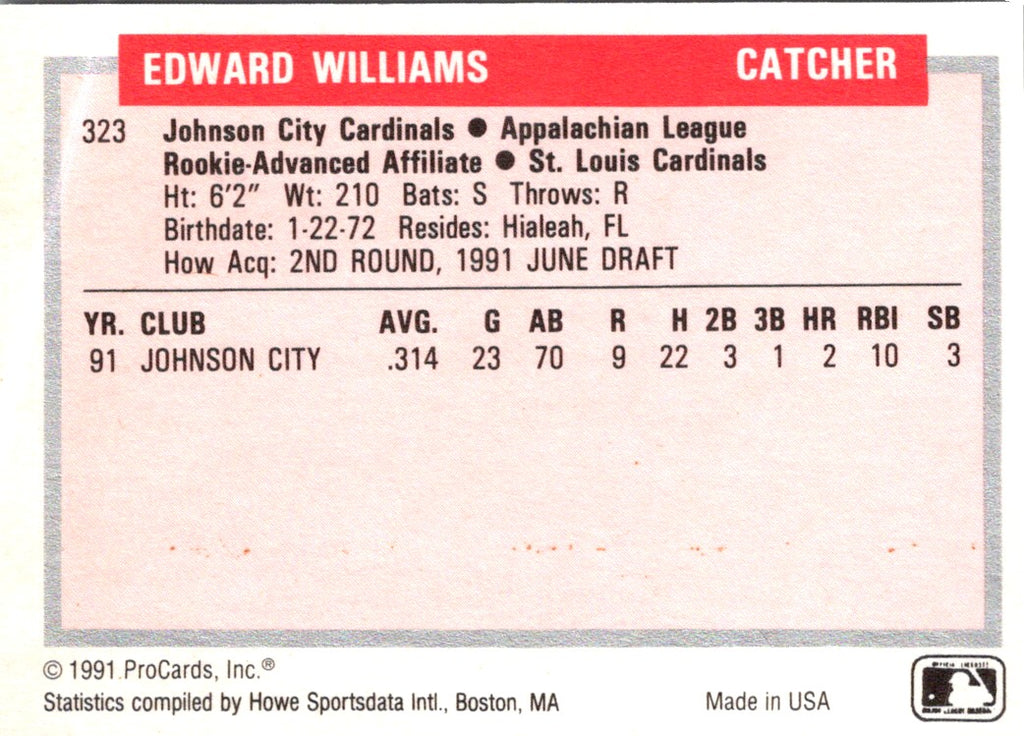 EDWARD WILLIAMS CATCHER
323 Johnson City Cardinals ● Appalachian League
Rookie-Advanced Affiliate ● St. Louis Cardinals
Ht: 6'2" Wt: 210 Bats: S Throws: R
Birthdate: 1-22-72 Resides: Hialeah, FL
How Acq: 2ND ROUND, 1991 JUNE DRAFT
YR. CLUB AVG. G AB R H 2B 3B HR RBI SB
91 JOHNSON CITY .314 23 70 9 22 3 1 2 10 3
© 1991 ProCards, Inc.®
Statistics compiled by Howe Sportsdata Intl., Boston, MA Made in USA